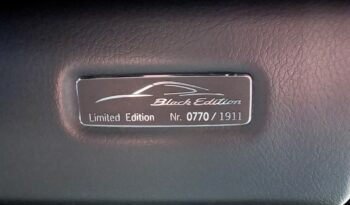 Black Edition
Limited Edition Nr. 0770 / 1911